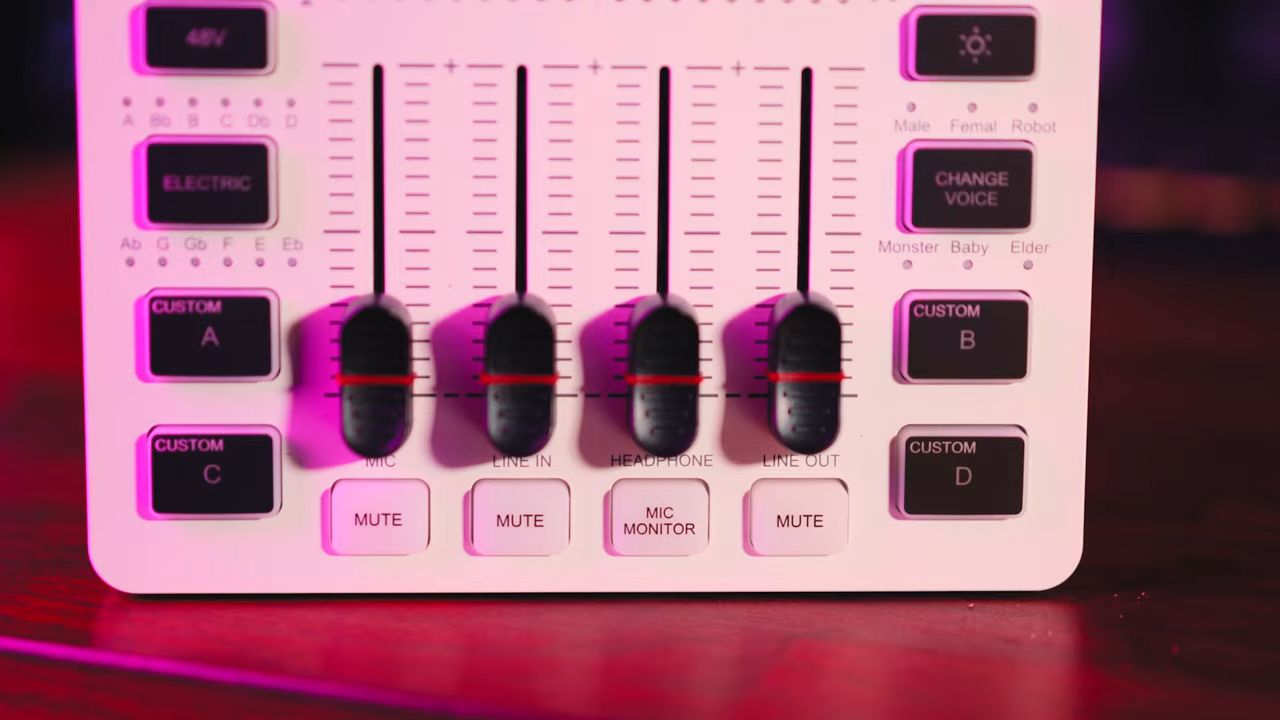 48V
A Bb B C Db D
Male Femal Robot
ELECTRIC
CHANGE
VOICE
Ab G Gb F E Eb
Monster Baby Elder
CUSTOM
A
CUSTOM
B
CUSTOM
C
CUSTOM
D
MIC LINE IN HEADPHONE LINE OUT
MUTE
MUTE
MIC
MONITOR
MUTE